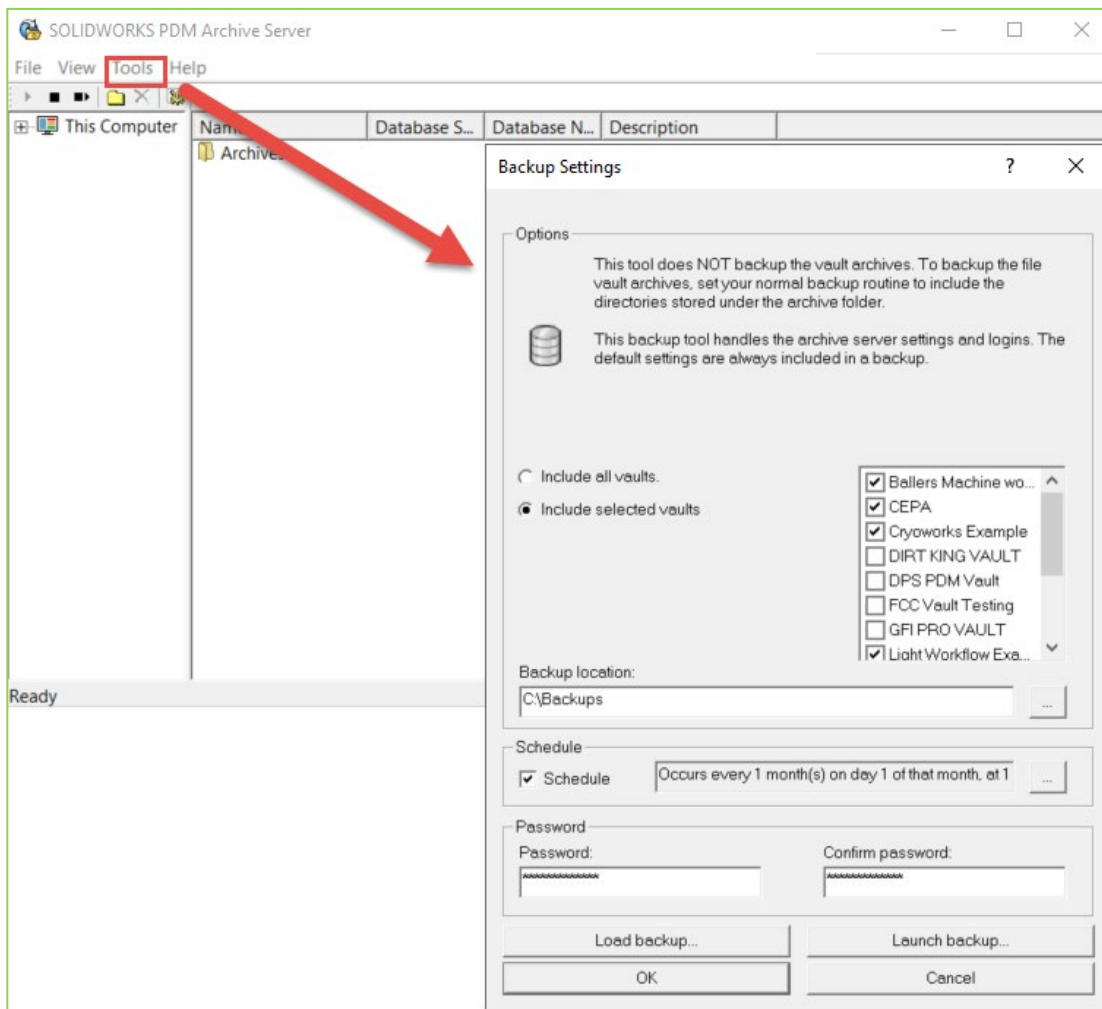 SOLIDWORKS PDM Archive Server
File View Tools Help
This Computer
Nam
Database S...
Database N...
Description
Archives
Backup Settings
?
Options
This tool does NOT backup the vault archives. To backup the file
vault archives, set your normal backup routine to include the
directories stored under the archive folder.
This backup tool handles the archive server settings and logins. The
default settings are always included in a backup.
Include all vaults.
Include selected vaults
Ballers Machine wo...
CEPA
Cryoworks Example
DIRT KING VAULT
DPS PDM Vault
FCC Vault Testing
GFI PRO VAULT
Light Workflow Exa...
Backup location:
C:\Backups
...
Schedule
Schedule
Occurs every 1 month(s) on day 1 of that month, at 1
...
Password
Password:
Confirm password:
*************
*************
Load backup...
Launch backup...
OK
Cancel
Ready